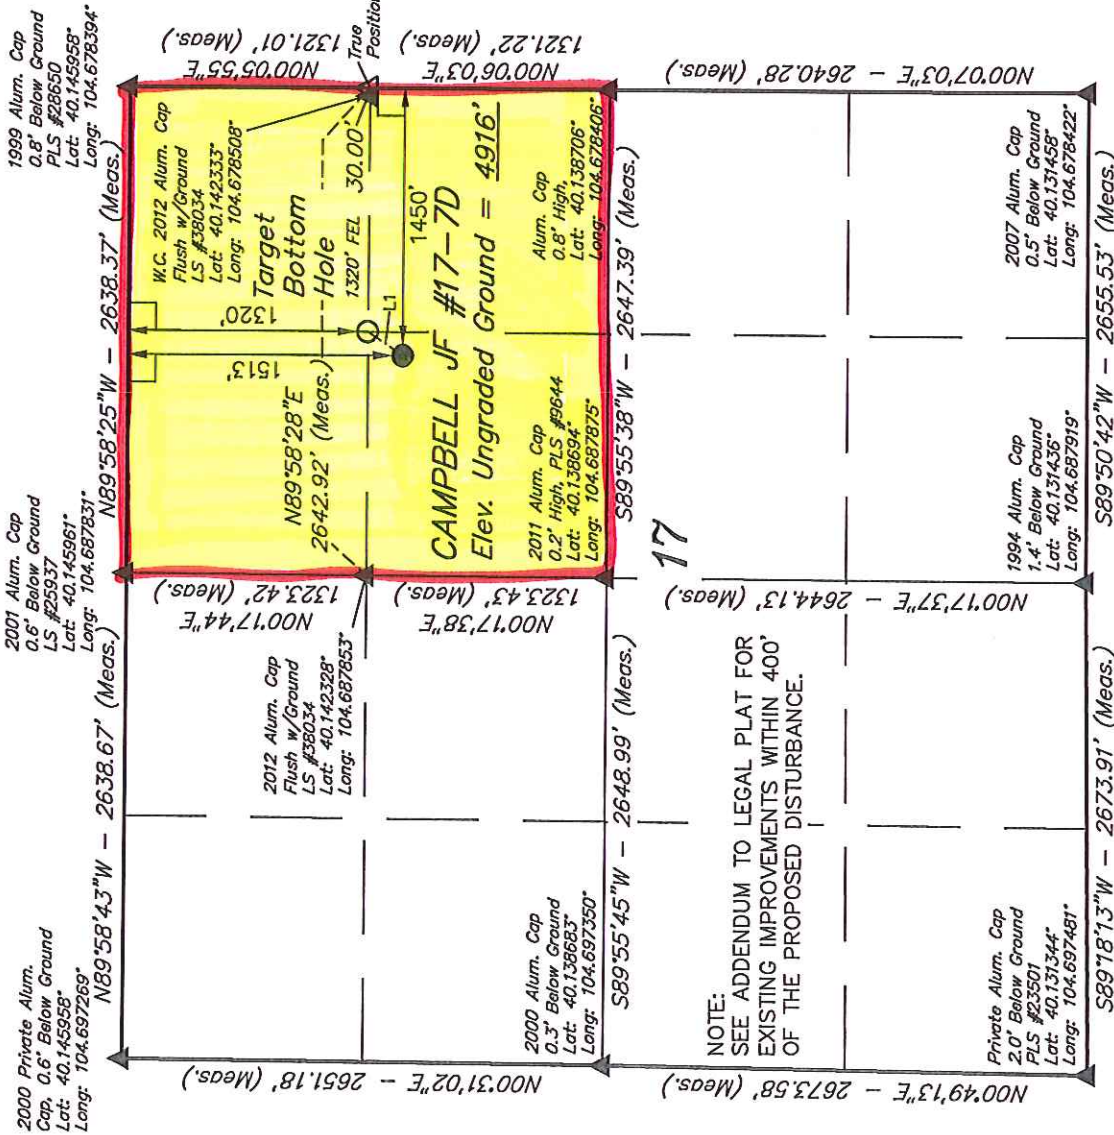 2000 Private Alum.
Cap, 0.6' Below Ground
Lat: 40.145958°
Long: 104.697269°
2001 Alum. Cap
0.6' Below Ground
LS #25937
Lat: 40.145961°
Long: 104.687831°
1999 Alum. Cap
0.8' Below Ground
PLS #28650
Lat: 40.145958°
Long: 104.678394°
N89°58'43"W - 2638.67' (Meas.)
N89°58'25"W - 2638.37' (Meas.)
W.C. 2012 Alum. Cap
Flush w/Ground
LS #38034
Lat: 40.142333°
Long: 104.678508°
N00°05'55"E
1321.01' (Meas.)
True
Position
Target
Bottom
Hole
1320'
1513'
1320' FEL
30.00'
1450'
L1
N89°58'28"E
2642.92' (Meas.)
N00°17'44"E
1323.42' (Meas.)
2012 Alum. Cap
Flush w/Ground
LS #38034
Lat: 40.142328°
Long: 104.687853°
N00°06'03"E
1321.22' (Meas.)
CAMPBELL JF #17-7D
Elev. Ungraded Ground = 4916'
N00°17'38"E
1323.43' (Meas.)
N00°31'02"E - 2651.18' (Meas.)
2000 Alum. Cap
0.3' Below Ground
Lat: 40.138683°
Long: 104.697350°
2011 Alum. Cap
0.2' High, PLS #9644
Lat: 40.138694°
Long: 104.687875°
Alum. Cap
0.8' High,
Lat: 40.138706°
Long: 104.678406°
S89°55'45"W - 2648.99' (Meas.)
S89°55'38"W - 2647.39' (Meas.)
17
NOTE:
SEE ADDENDUM TO LEGAL PLAT FOR
EXISTING IMPROVEMENTS WITHIN 400'
OF THE PROPOSED DISTURBANCE.
N00°49'13"E - 2673.58' (Meas.)
N00°17'37"E - 2644.13' (Meas.)
N00°07'03"E - 2640.28' (Meas.)
Private Alum. Cap
2.0' Below Ground
PLS #23501
Lat: 40.131344°
Long: 104.697481°
1994 Alum. Cap
1.4' Below Ground
Lat: 40.131436°
Long: 104.687919°
2007 Alum. Cap
0.5' Below Ground
Lat: 40.131458°
Long: 104.678422°
S89°18'13"W - 2673.91' (Meas.)
S89°50'42"W - 2655.53' (Meas.)